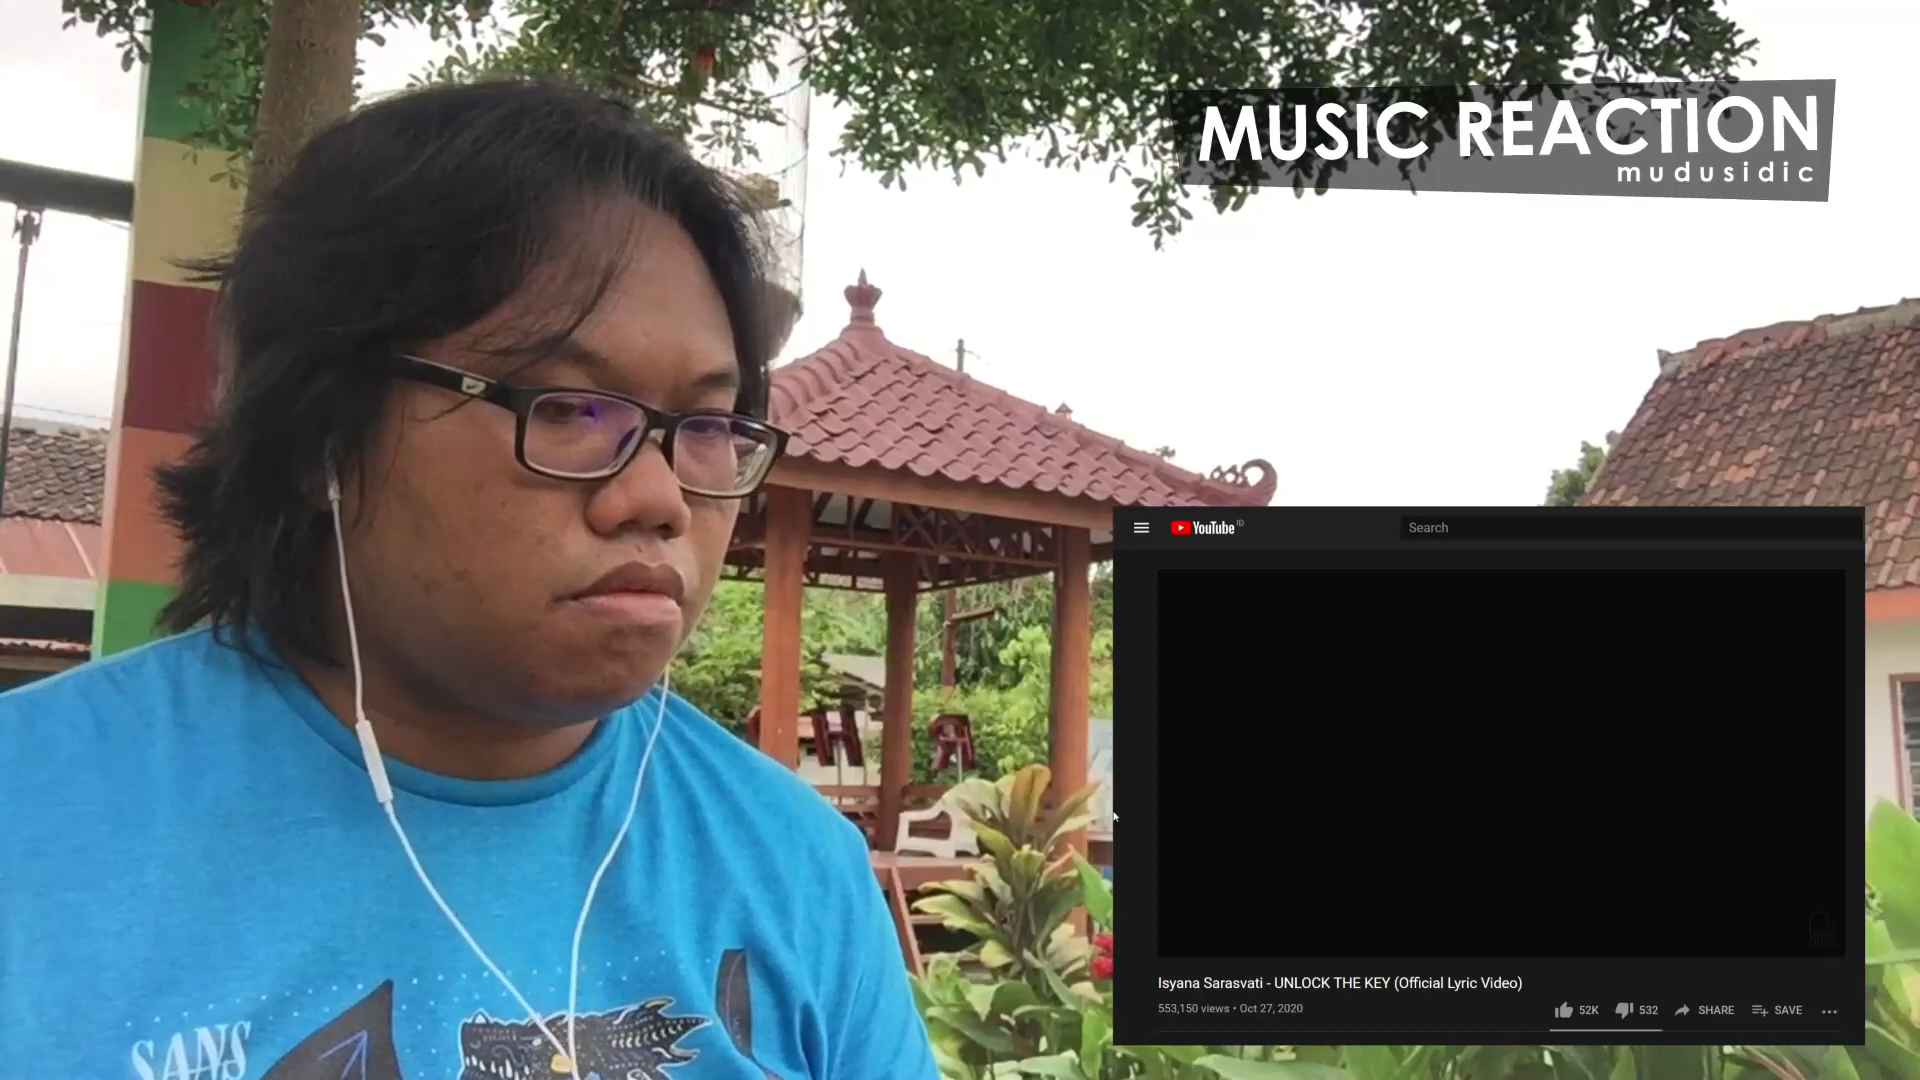 MUSIC REACTION
mudusidic
YouTube ID
Search
Isyana Sarasvati - UNLOCK THE KEY (Official Lyric Video)
553,150 views • Oct 27, 2020
52K
532
SHARE
SAVE
SANS